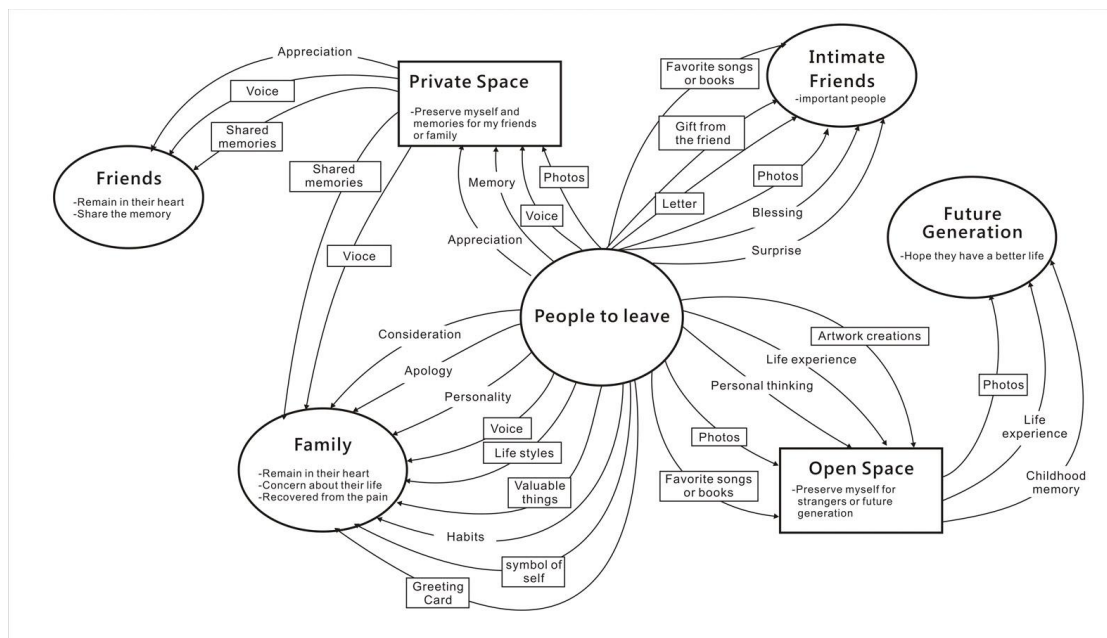 Appreciation
Voice
Shared
memories
Private Space
-Preserve myself and
memories for my friends
or family
Favorite songs
or books
Intimate
Friends
-important people
Gift from
the friend
Friends
-Remain in their heart
-Share the memory
Shared
memories
Memory
Photos
Photos
Letter
Voice
Blessing
Appreciation
Surprise
Vioce
Future
Generation
-Hope they have a better life
People to leave
Consideration
Apology
Personality
Voice
Life styles
Valuable
things
Habits
symbol of
self
Greeting
Card
Family
-Remain in their heart
-Concern about their life
-Recovered from the pain
Artwork creations
Life experience
Personal thinking
Photos
Favorite songs
or books
Open Space
-Preserve myself for
strangers or future
generation
Photos
Life
experience
Childhood
memory